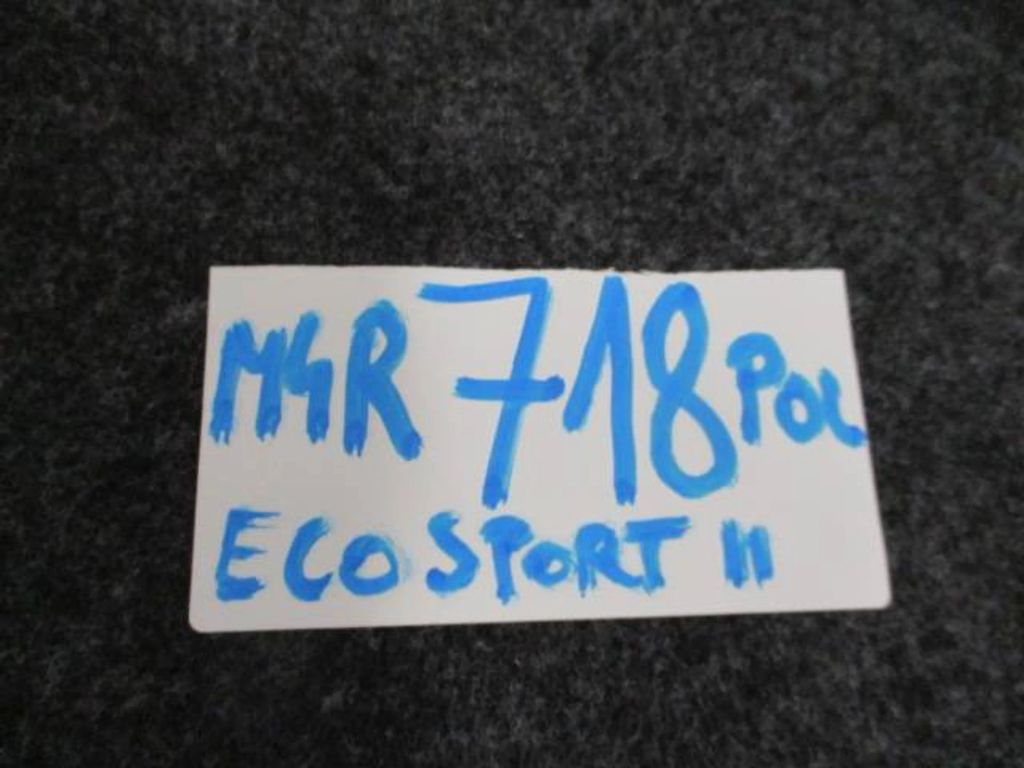 M4R 718 POL
ECOSPORT II